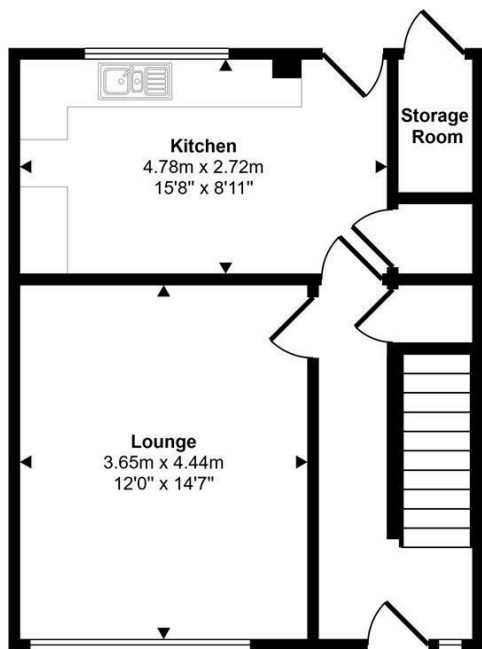 Storage
Room
Kitchen
4.78m x 2.72m
15'8" x 8'11"
Lounge
3.65m x 4.44m
12'0" x 14'7"